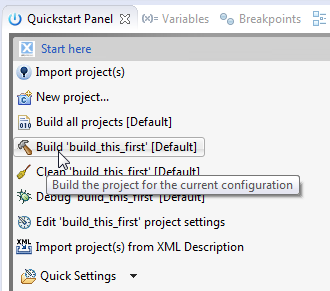 Quickstart Panel Variables Breakpoints
Start here
Import project(s)
New project...
Build all projects [Default]
Build 'build_this_first' [Default]
Clean 'build_this_first' [Default]
Build the project for the current configuration
Debug 'build_this_first' [Default]
Edit 'build_this_first' project settings
Import project(s) from XML Description
Quick Settings